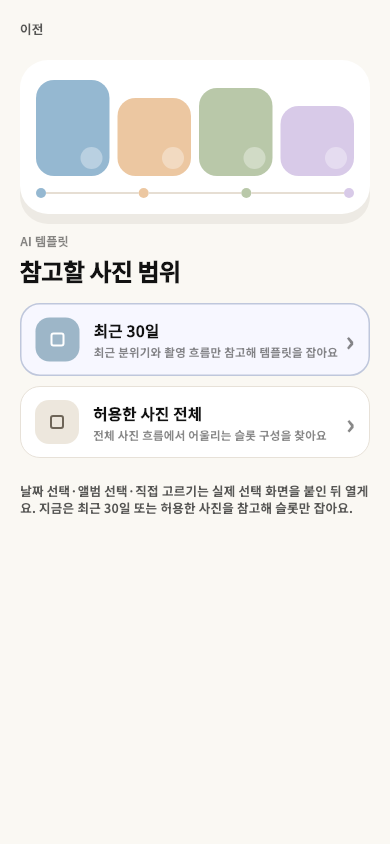 이전
AI 템플릿
참고할 사진 범위
최근 30일
최근 분위기와 촬영 흐름만 참고해 템플릿을 잡아요
허용한 사진 전체
전체 사진 흐름에서 어울리는 슬롯 구성을 찾아요
날짜 선택·앨범 선택·직접 고르기는 실제 선택 화면을 붙인 뒤 열게
요. 지금은 최근 30일 또는 허용한 사진을 참고해 슬롯만 잡아요.